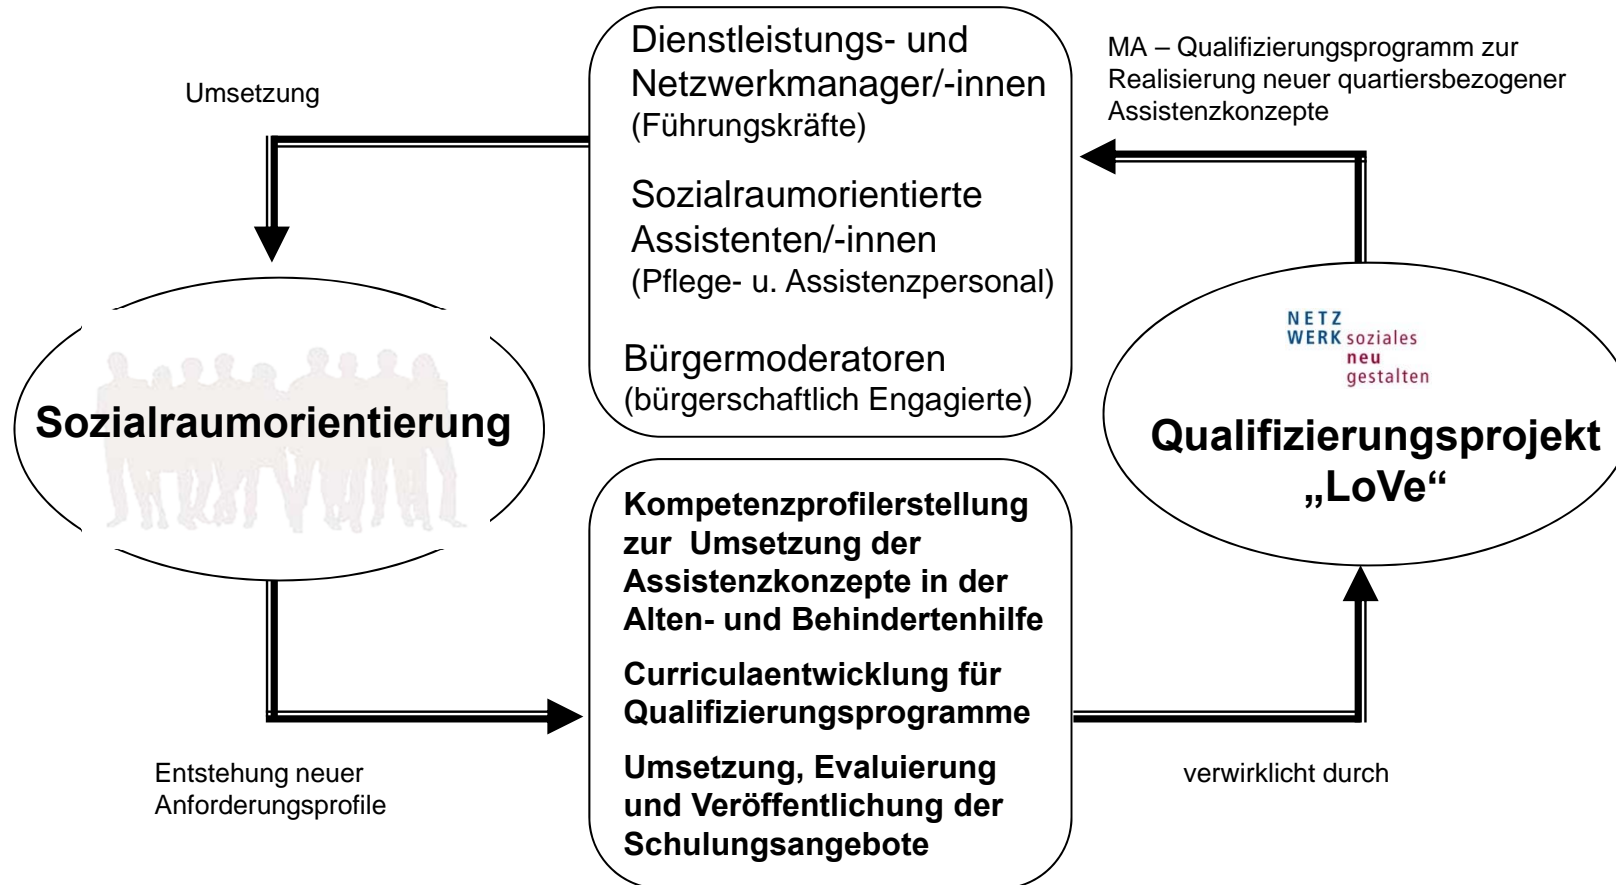 Umsetzung
Dienstleistungs- und
Netzwerkmanager/-innen
(Führungskräfte)
Sozialraumorientierte
Assistenten/-innen
(Pflege- u. Assistenzpersonal)
Bürgermoderatoren
(bürgerschaftlich Engagierte)
MA – Qualifizierungsprogramm zur
Realisierung neuer quartiersbezogener
Assistenzkonzepte
Sozialraumorientierung
NETZ
WERK soziales
neu
gestalten
Qualifizierungsprojekt
„LoVe“
Kompetenzprofilerstellung
zur Umsetzung der
Assistenzkonzepte in der
Alten- und Behindertenhilfe
Curriculaentwicklung für
Qualifizierungsprogramme
Umsetzung, Evaluierung
und Veröffentlichung der
Schulungsangebote
Entstehung neuer
Anforderungsprofile
verwirklicht durch